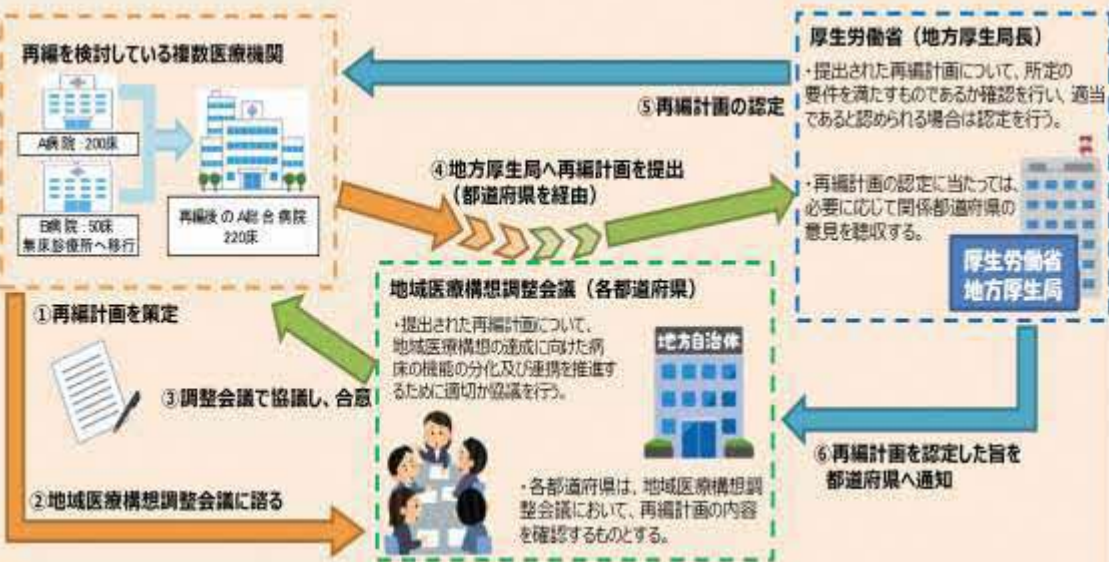 再編を検討している複数医療機関
A病院:200床
B病院:50床
無床診療所へ移行
再編後のA総合病院
220床
①再編計画を策定
②地域医療構想調整会議に諮る
③調整会議で協議し、合意
④地方厚生局へ再編計画を提出
(都道府県を経由)
地域医療構想調整会議(各都道府県)
・提出された再編計画について、
地域医療構想の達成に向けた病
床の機能の分化及び連携を推進す
るために適切か協議を行う。
地方自治体
・各都道府県は、地域医療構想調
整会議において、再編計画の内容
を確認するものとする。
⑤再編計画の認定
厚生労働省(地方厚生局長)
・提出された再編計画について、所定の
要件を満たすものであるか確認を行い、適当
であると認められる場合は認定を行う。
・再編計画の認定に当たっては、
必要に応じて関係都道府県の
意見を聴収する。
厚生労働省
地方厚生局
⑥再編計画を認定した旨を
都道府県へ通知